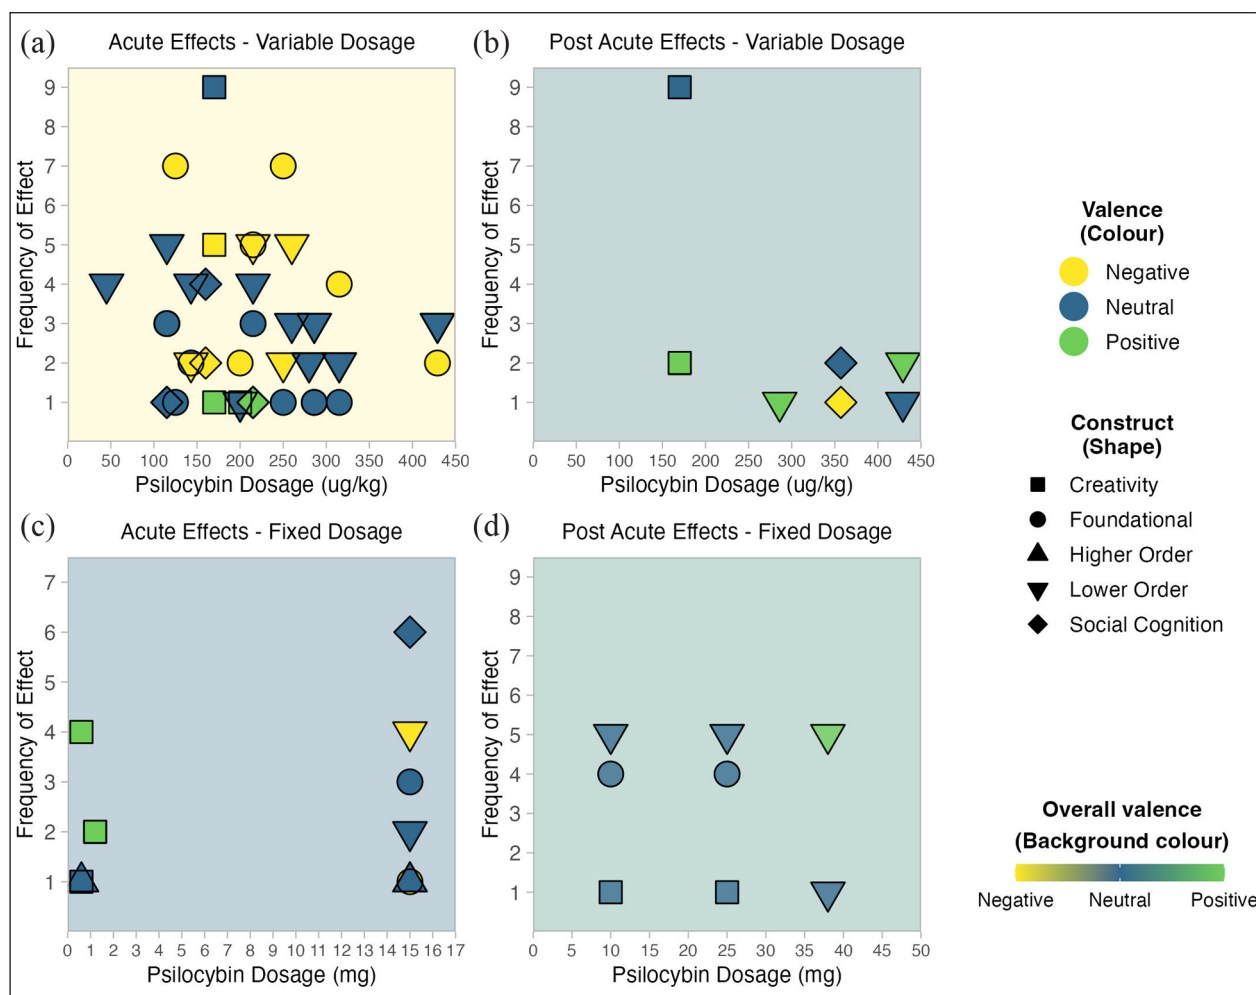 (a)
Acute Effects - Variable Dosage
Frequency of Effect
9
8
7
6
5
4
3
2
1
0 50 100 150 200 250 300 350 400 450
Psilocybin Dosage (ug/kg)
(b)
Post Acute Effects - Variable Dosage
Frequency of Effect
9
8
7
6
5
4
3
2
1
0 50 100 150 200 250 300 350 400 450
Psilocybin Dosage (ug/kg)
(c)
Acute Effects - Fixed Dosage
Frequency of Effect
7
6
5
4
3
2
1
0 1 2 3 4 5 6 7 8 9 10 11 12 13 14 15 16 17
Psilocybin Dosage (mg)
(d)
Post Acute Effects - Fixed Dosage
Frequency of Effect
9
8
7
6
5
4
3
2
1
0 5 10 15 20 25 30 35 40 45 50
Psilocybin Dosage (mg)
Valence
(Colour)
Negative
Neutral
Positive
Construct
(Shape)
Creativity
Foundational
Higher Order
Lower Order
Social Cognition
Overall valence
(Background colour)
Negative Neutral Positive